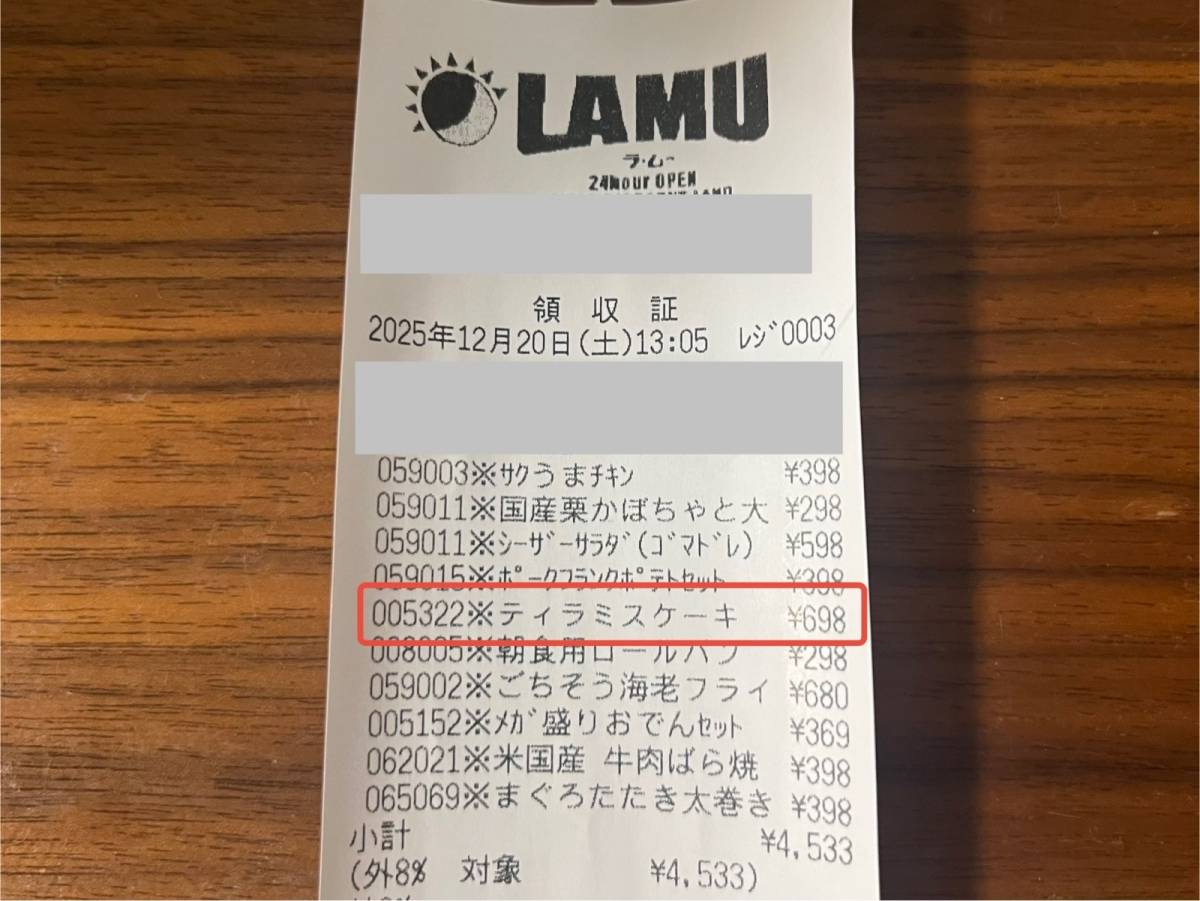 LAMU
ラ・ムー
24hour OPEN
領収証
2025年12月20日(土)13:05 ﾚｼﾞ0003
059003※ｻｸうまﾁｷﾝ ¥398
059011※国産栗かぼちゃと大 ¥298
059011※ｼｰｻﾞｰｻﾗﾀﾞ(ｺﾞﾏﾄﾞﾚ) ¥598
059015※ﾎﾟｰｸﾌﾗﾝｸﾎﾟﾃﾄｾｯﾄ ¥398
005322※ティラミスケーキ ¥698
008005※朝食用ロールパン ¥298
059002※ごちそう海老フライ ¥680
005152※ﾒｶﾞ盛りおでんｾｯﾄ ¥369
062021※米国産 牛肉ばら焼 ¥398
065069※まぐろたたき太巻き ¥398
小計 ¥4,533
(外8% 対象 ¥4,533)